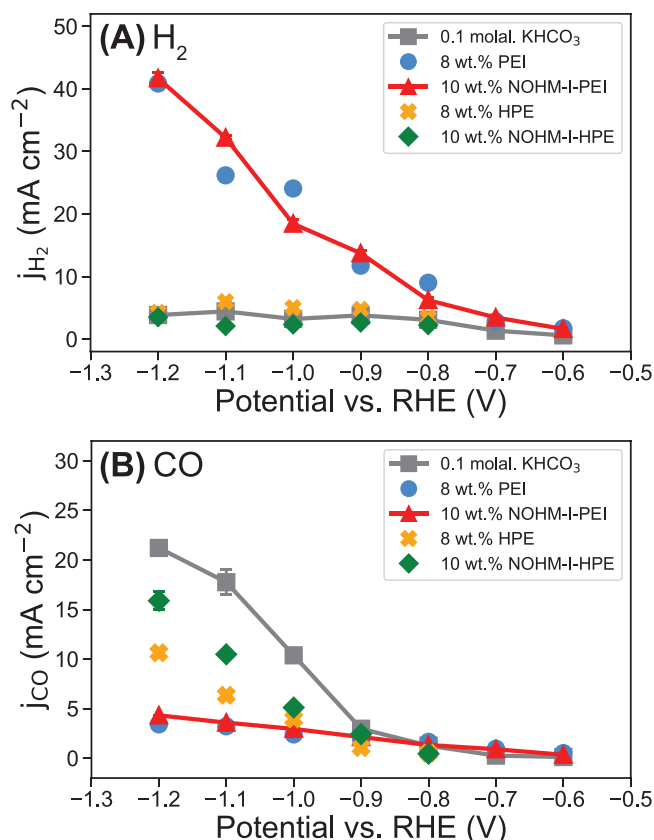 (A) H₂
0.1 molal. KHCO₃
8 wt.% PEI
10 wt.% NOHM-I-PEI
8 wt.% HPE
10 wt.% NOHM-I-HPE
j_H₂ (mA cm⁻²)
50
40
30
20
10
0
−1.3 −1.2 −1.1 −1.0 −0.9 −0.8 −0.7 −0.6 −0.5
Potential vs. RHE (V)
(B) CO
0.1 molal. KHCO₃
8 wt.% PEI
10 wt.% NOHM-I-PEI
8 wt.% HPE
10 wt.% NOHM-I-HPE
j_CO (mA cm⁻²)
30
25
20
15
10
5
0
−1.3 −1.2 −1.1 −1.0 −0.9 −0.8 −0.7 −0.6 −0.5
Potential vs. RHE (V)